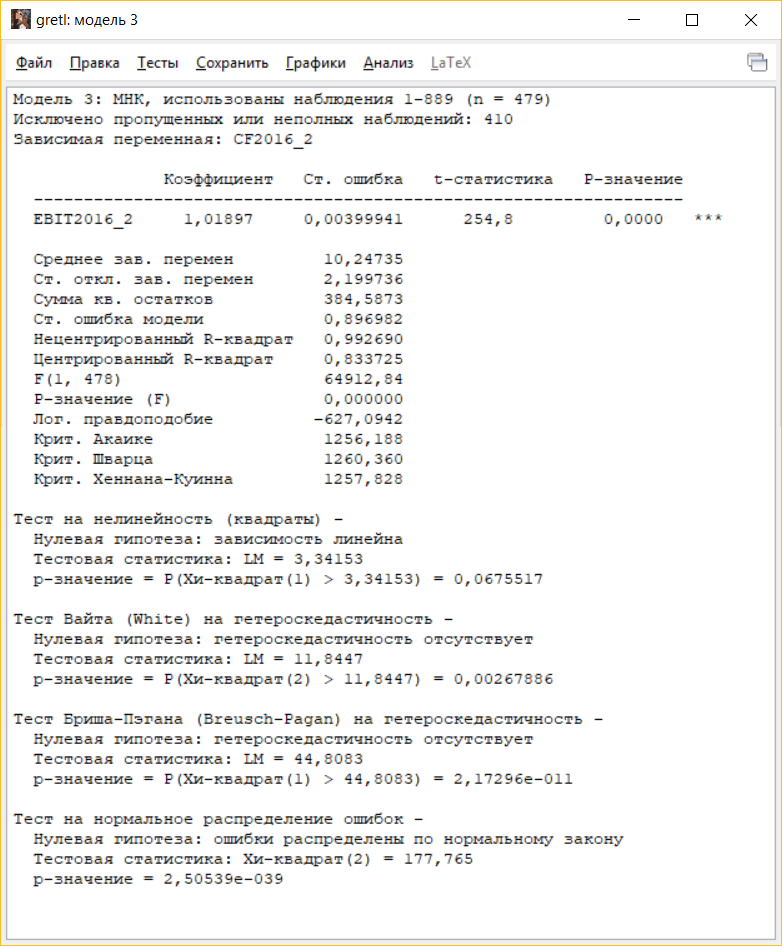 gretl: модель 3
Файл Правка Тесты Сохранить Графики Анализ LaTeX
Модель 3: МНК, использованы наблюдения 1-889 (n = 479)
Исключено пропущенных или неполных наблюдений: 410
Зависимая переменная: CF2016_2
Коэффициент Ст. ошибка t-статистика P-значение
---------------------------------------------------------------
EBIT2016_2 1,01897 0,00399941 254,8 0,0000 ***
Среднее зав. перемен 10,24735
Ст. откл. зав. перемен 2,199736
Сумма кв. остатков 384,5873
Ст. ошибка модели 0,896982
Нецентрированный R-квадрат 0,992690
Центрированный R-квадрат 0,833725
F(1, 478) 64912,84
Р-значение (F) 0,000000
Лог. правдоподобие -627,0942
Крит. Акаике 1256,188
Крит. Шварца 1260,360
Крит. Хеннана-Куинна 1257,828
Тест на нелинейность (квадраты) -
Нулевая гипотеза: зависимость линейна
Тестовая статистика: LM = 3,34153
р-значение = P(Хи-квадрат(1) > 3,34153) = 0,0675517
Тест Вайта (White) на гетероскедастичность -
Нулевая гипотеза: гетероскедастичность отсутствует
Тестовая статистика: LM = 11,8447
р-значение = P(Хи-квадрат(2) > 11,8447) = 0,00267886
Тест Бриша-Пэгана (Breusch-Pagan) на гетероскедастичность -
Нулевая гипотеза: гетероскедастичность отсутствует
Тестовая статистика: LM = 44,8083
р-значение = P(Хи-квадрат(1) > 44,8083) = 2,17296e-011
Тест на нормальное распределение ошибок -
Нулевая гипотеза: ошибки распределены по нормальному закону
Тестовая статистика: Хи-квадрат(2) = 177,765
р-значение = 2,50539e-039